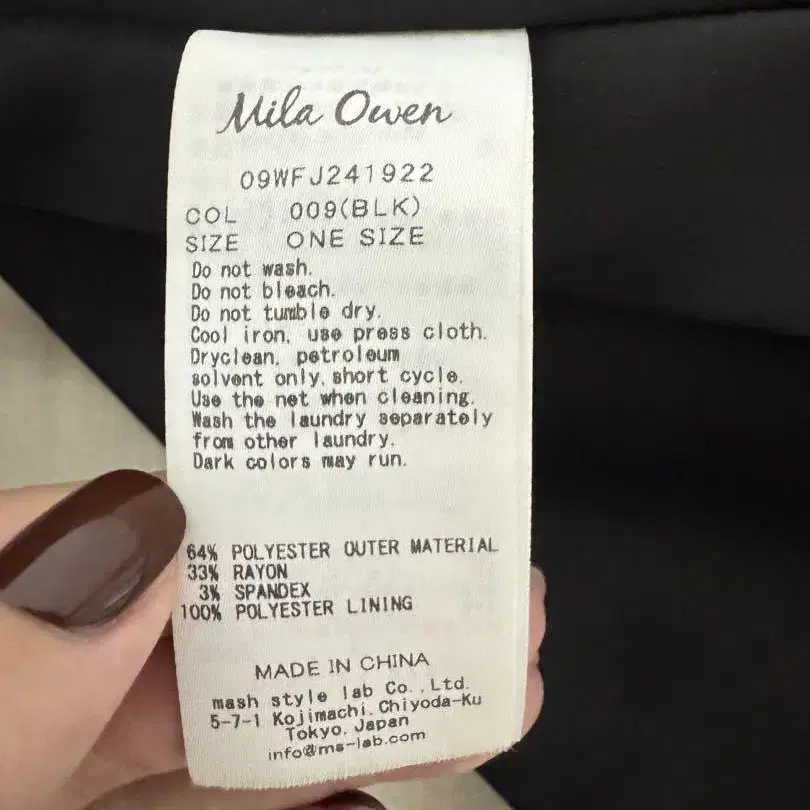 Mila Owen
09WFJ241922
COL 009(BLK)
SIZE ONE SIZE
Do not wash.
Do not bleach.
Do not tumble dry.
Cool iron, use press cloth.
Dryclean, petroleum
solvent only, short cycle.
Use the net when cleaning.
Wash the laundry separately
from other laundry.
Dark colors may run.
64% POLYESTER OUTER MATERIAL
33% RAYON
3% SPANDEX
100% POLYESTER LINING
MADE IN CHINA
mash style lab Co., Ltd.
5-7-1 Kojimachi, Chiyoda-Ku
Tokyo, Japan
info@ms-lab.com